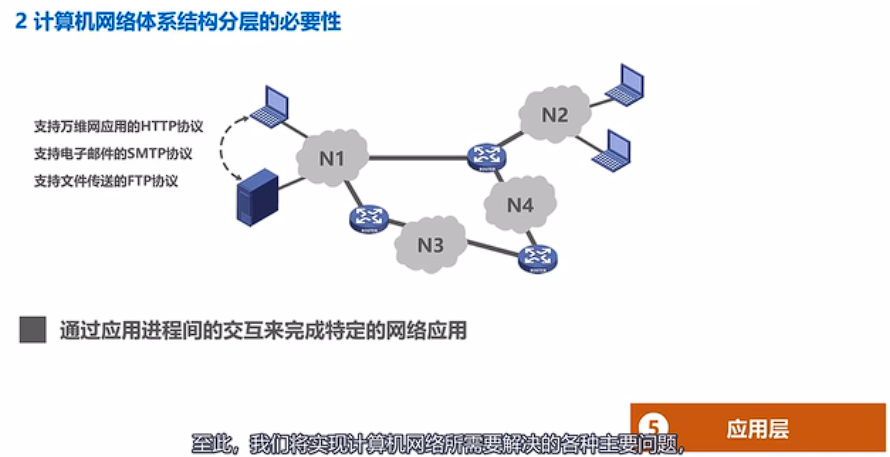 2 计算机网络体系结构分层的必要性
支持万维网应用的HTTP协议
支持电子邮件的SMTP协议
支持文件传送的FTP协议
N1
N2
N3
N4
ROUTER
ROUTER
ROUTER
通过应用进程间的交互来完成特定的网络应用
5 应用层
至此，我们将实现计算机网络所需要解决的各种主要问题，